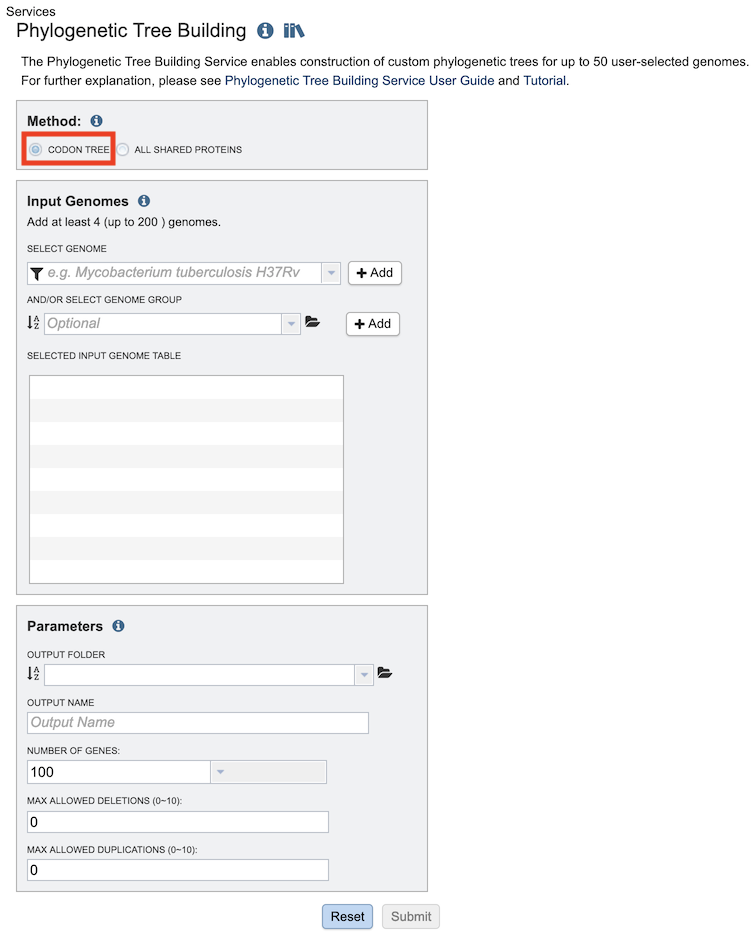 Services
Phylogenetic Tree Building
The Phylogenetic Tree Building Service enables construction of custom phylogenetic trees for up to 50 user-selected genomes.
For further explanation, please see Phylogenetic Tree Building Service User Guide and Tutorial.
Method:
CODON TREE ALL SHARED PROTEINS
Input Genomes
Add at least 4 (up to 200 ) genomes.
SELECT GENOME
e.g. Mycobacterium tuberculosis H37Rv + Add
AND/OR SELECT GENOME GROUP
A Z Optional + Add
SELECTED INPUT GENOME TABLE
Parameters
OUTPUT FOLDER
A Z
OUTPUT NAME
Output Name
NUMBER OF GENES:
100
MAX ALLOWED DELETIONS (0~10):
0
MAX ALLOWED DUPLICATIONS (0~10):
0
Reset Submit